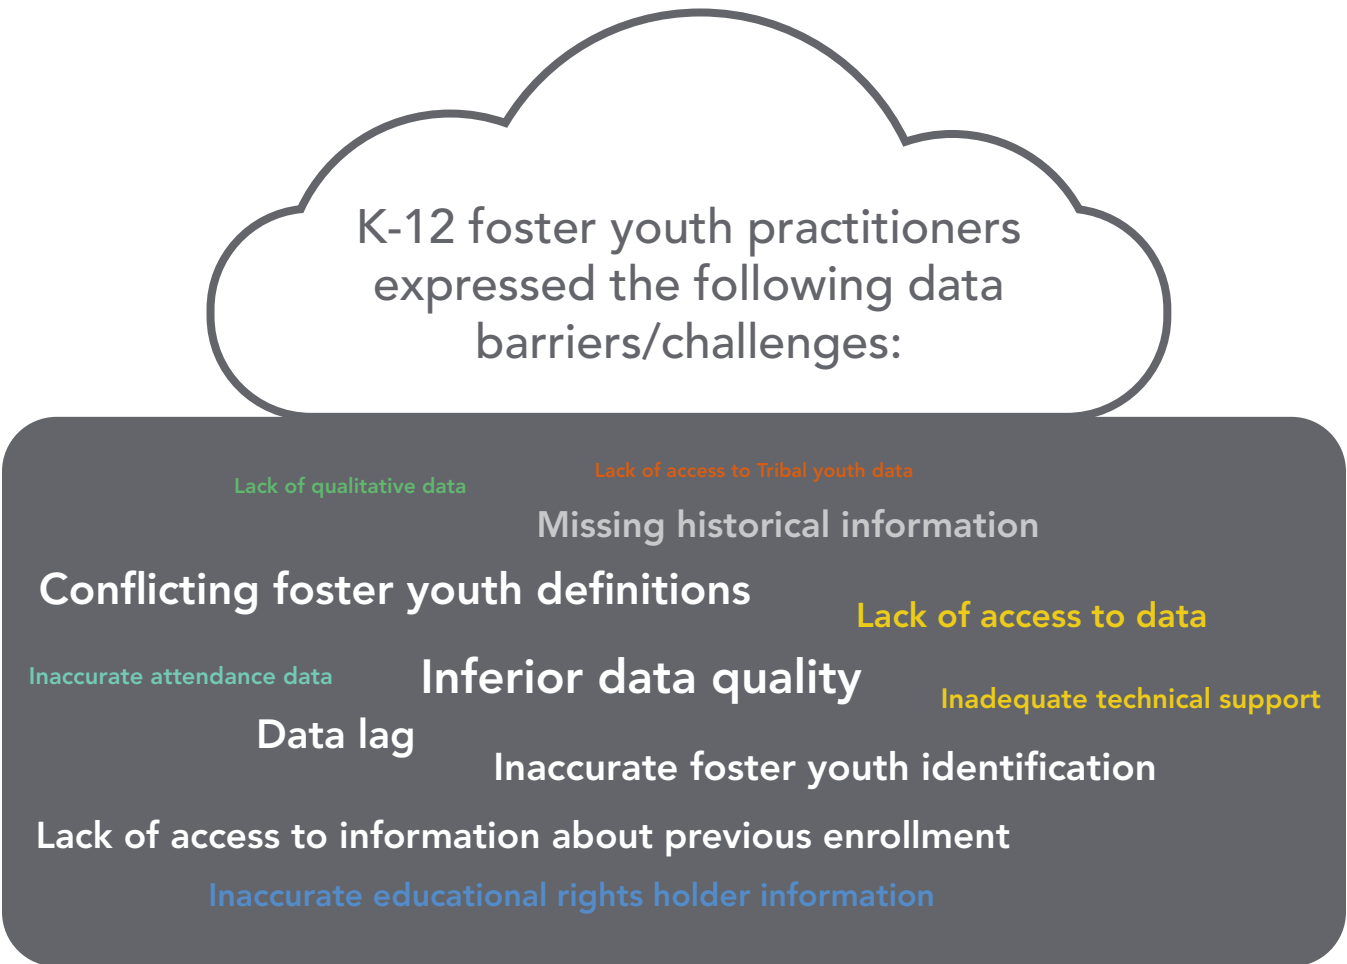 K-12 foster youth practitioners
expressed the following data
barriers/challenges:
Lack of access to Tribal youth data
Lack of qualitative data
Missing historical information
Conflicting foster youth definitions
Lack of access to data
Inaccurate attendance data
Inferior data quality
Inadequate technical support
Data lag
Inaccurate foster youth identification
Lack of access to information about previous enrollment
Inaccurate educational rights holder information